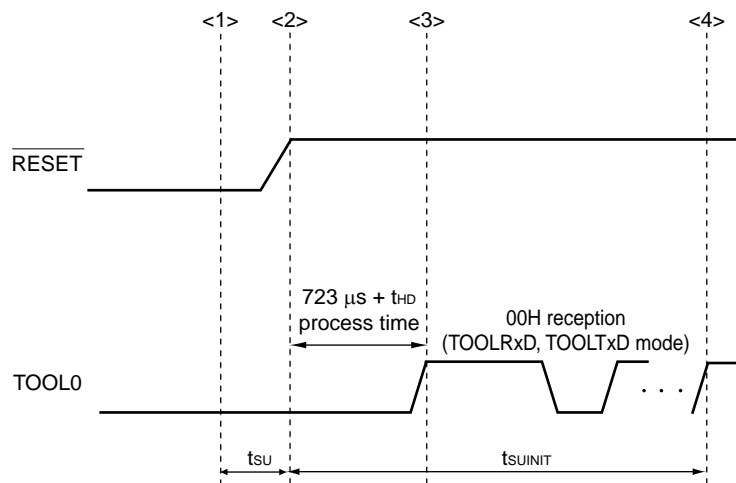 <1> <2> <3> <4>
RESET
723 μs + tHD
process time
00H reception
(TOOLRxD, TOOLTxD mode)
TOOL0
. . .
tSU tSUINIT